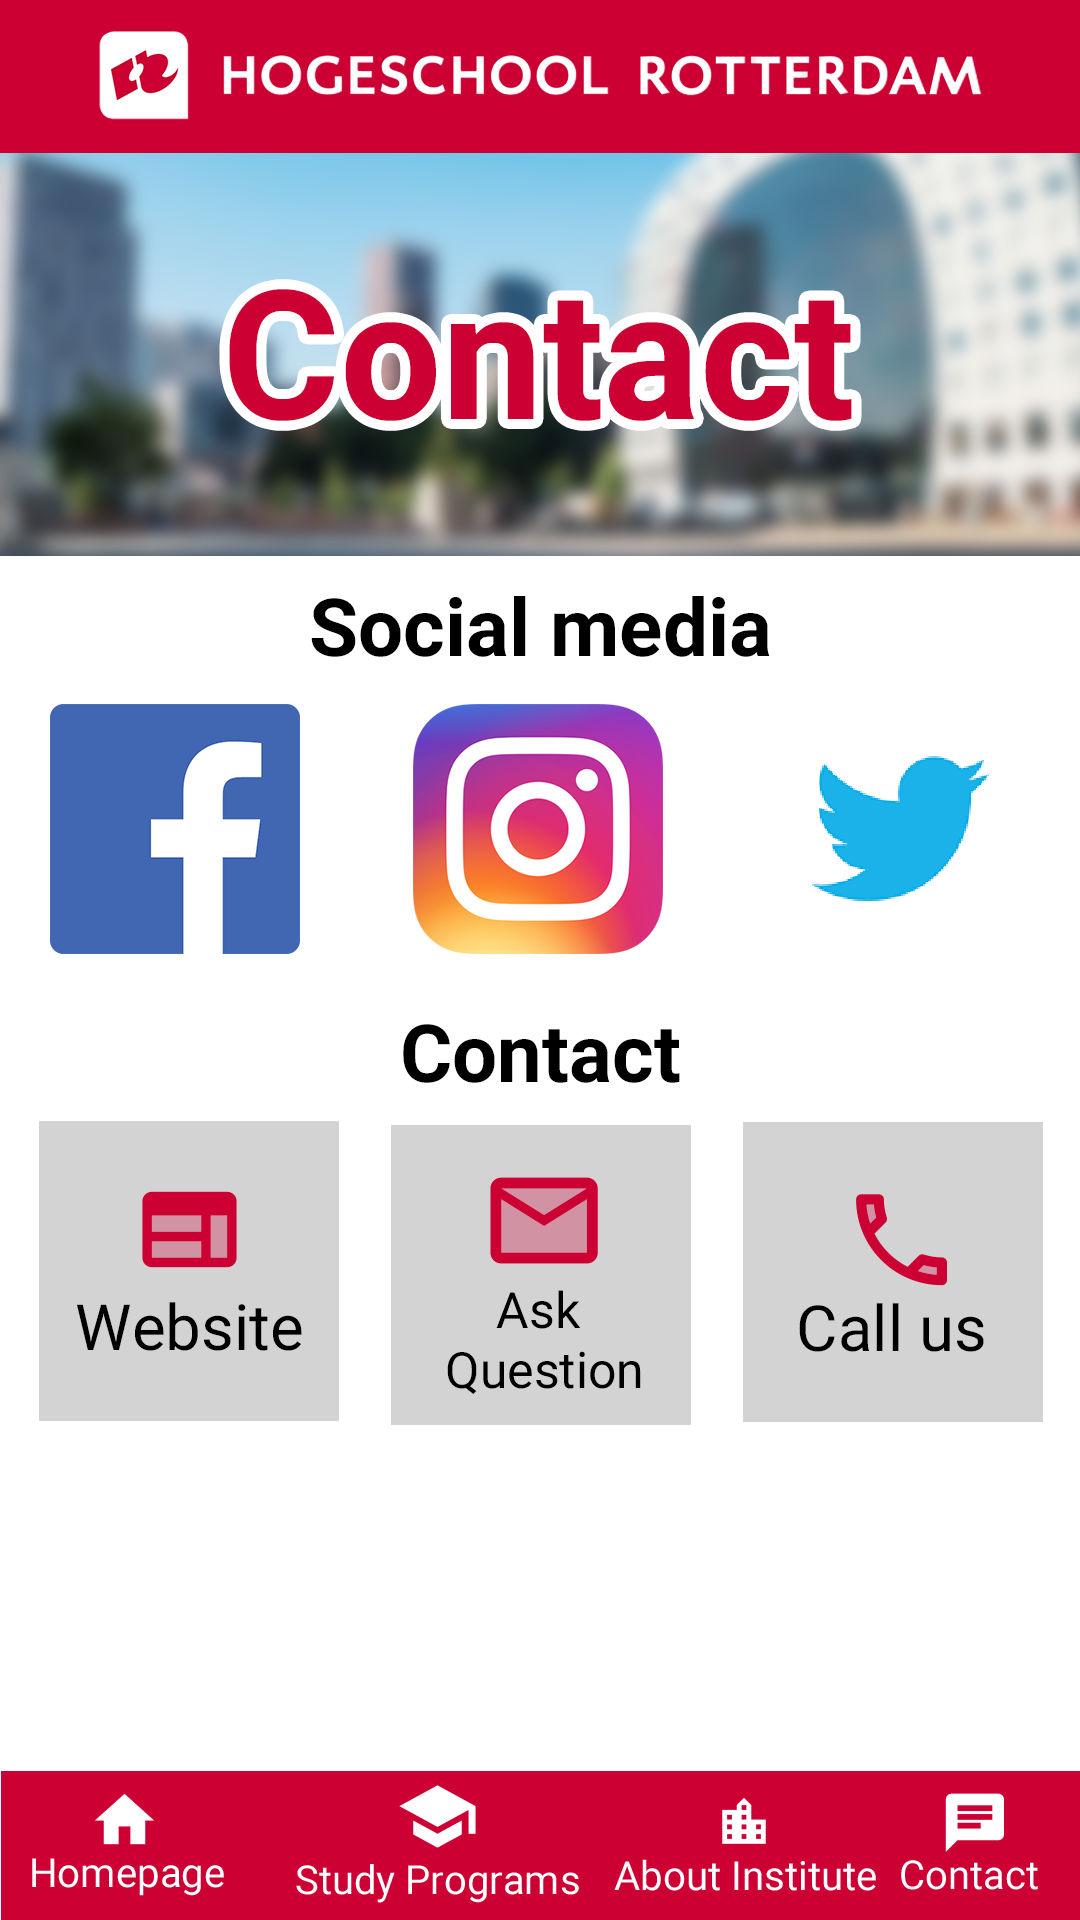 HOGESCHOOL ROTTERDAM
Contact
Social media
Contact
Website
Ask
Question
Call us
Homepage
Study Programs
About Institute
Contact